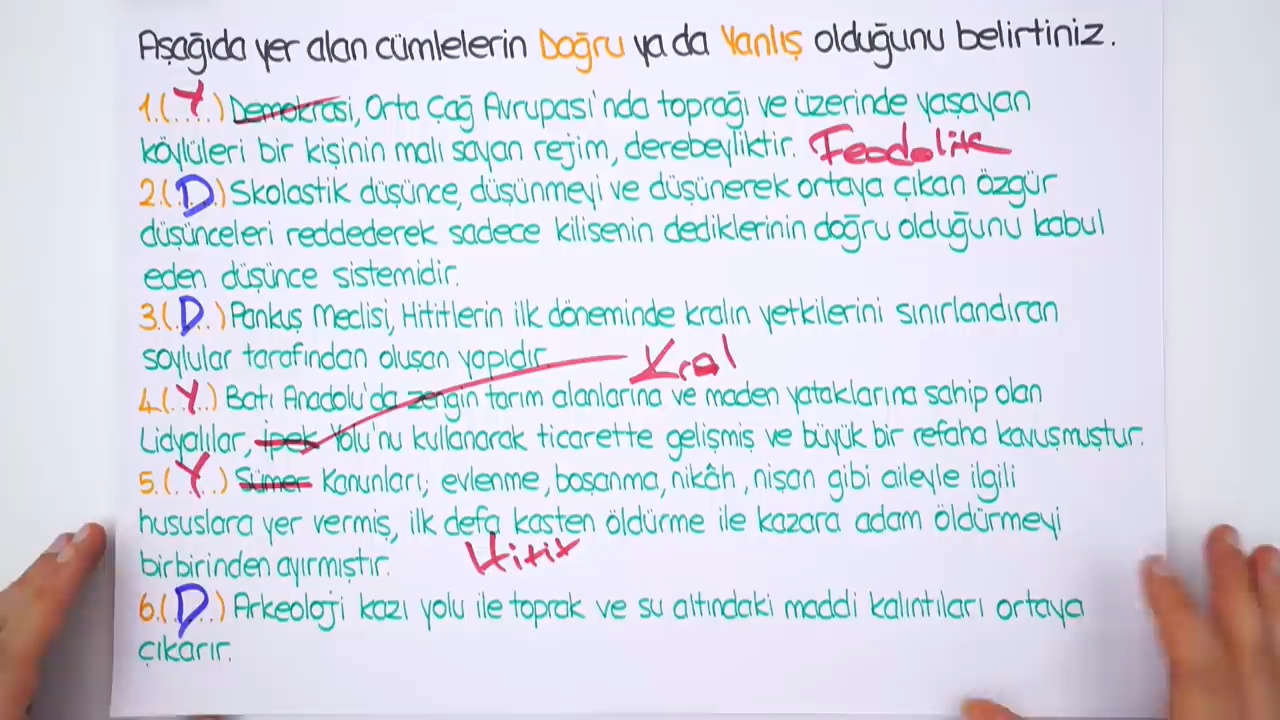 Aşağıda yer alan cümlelerin Doğru ya da Yanlış olduğunu belirtiniz.
1.(.Y.) Demokrasi, Orta Çağ Avrupası'nda toprağı ve üzerinde yaşayan
köylüleri bir kişinin malı sayan rejim, derebeyliktir. Feodalite
2.(.D.) Skolastik düşünce, düşünmeyi ve düşünerek ortaya çıkan özgür
düşünceleri reddederek sadece kilisenin dediklerinin doğru olduğunu kabul
eden düşünce sistemidir.
3.(.D.) Pankuş Meclisi, Hititlerin ilk döneminde kralın yetkilerini sınırlandıran
soylular tarafından oluşan yapıdır. Kral
4.(.Y.) Batı Anadolu'da zengin tarım alanlarına ve maden yataklarına sahip olan
Lidyalılar, İpek Yolu'nu kullanarak ticarette gelişmiş ve büyük bir refaha kavuşmuştur.
5.(.Y.) Sümer Kanunları; evlenme, boşanma, nikâh, nişan gibi aileyle ilgili
hususlara yer vermiş, ilk defa kasten öldürme ile kazara adam öldürmeyi
birbirinden ayırmıştır. Hitit
6.(.D.) Arkeoloji kazı yolu ile toprak ve su altındaki maddi kalıntıları ortaya
çıkarır.